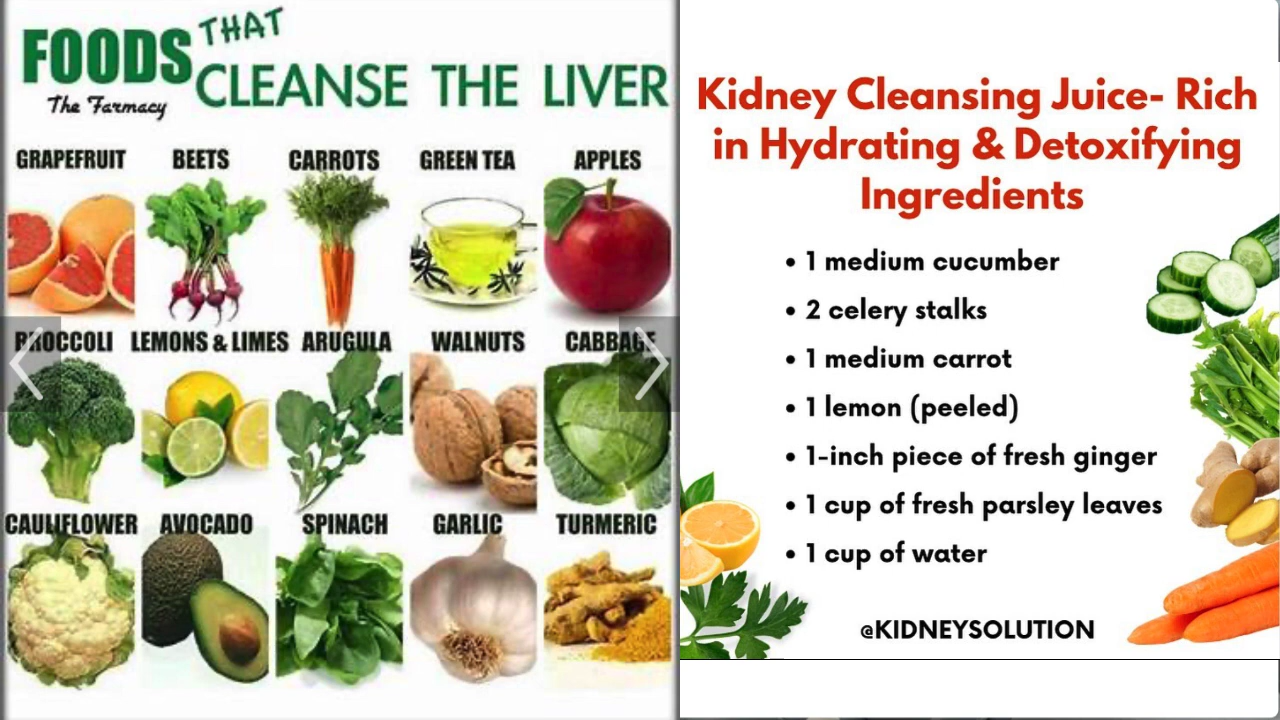 FOODS THAT
CLEANSE THE LIVER
The Farmacy
GRAPEFRUIT BEETS CARROTS GREEN TEA APPLES
BROCCOLI LEMONS & LIMES ARUGULA WALNUTS CABBAGE
CAULIFLOWER AVOCADO SPINACH GARLIC TURMERIC
Kidney Cleansing Juice- Rich
in Hydrating & Detoxifying
Ingredients
• 1 medium cucumber
• 2 celery stalks
• 1 medium carrot
• 1 lemon (peeled)
• 1-inch piece of fresh ginger
• 1 cup of fresh parsley leaves
• 1 cup of water
@KIDNEYSOLUTION